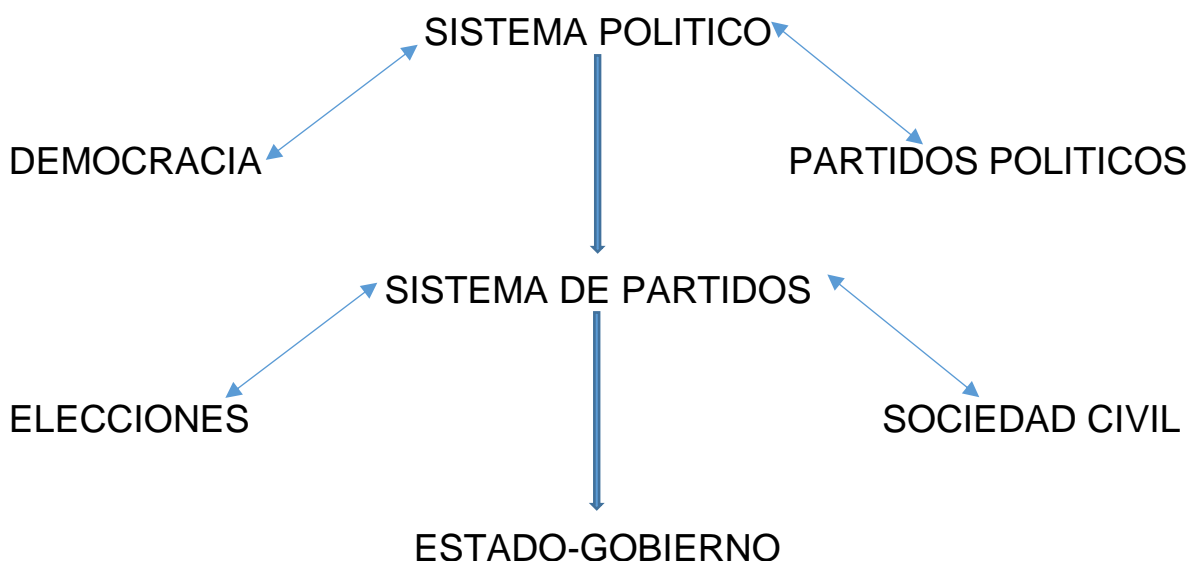 SISTEMA POLITICO
DEMOCRACIA
PARTIDOS POLITICOS
SISTEMA DE PARTIDOS
ELECCIONES
SOCIEDAD CIVIL
ESTADO-GOBIERNO